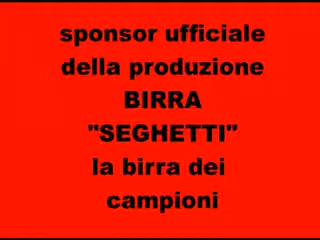 sponsor ufficiale
della produzione
BIRRA
"SEGHETTI"
la birra dei
campioni